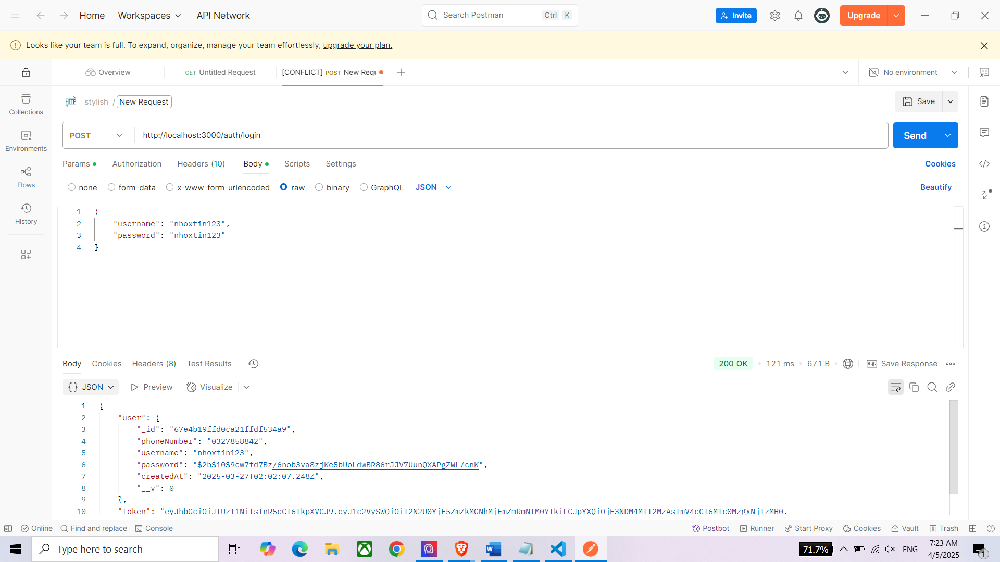 Home Workspaces API Network Search Postman Ctrl K Invite Upgrade
Looks like your team is full. To expand, organize, manage your team effortlessly, upgrade your plan.
Overview GET Untitled Request [CONFLICT] POST New Requ No environment
HTTP stylish / New Request Save
POST http://localhost:3000/auth/login Send
Params Authorization Headers (10) Body Scripts Settings Cookies
none form-data x-www-form-urlencoded raw binary GraphQL JSON Beautify
Collections
Environments
Flows
History
1 {
2 "username": "nhoxtin123",
3 "password": "nhoxtin123"
4 }
Body Cookies Headers (8) Test Results 200 OK 121 ms 671 B e.g. Save Response
{} JSON Preview Visualize
1 {
2 "user": {
3 "_id": "67e4b19ffd0ca21ffdf534a9",
4 "phoneNumber": "0327858842",
5 "username": "nhoxtin123",
6 "password": "$2b$10$9cw7fd7Bz/6nob3va8zjKe5bUoLdwBR86rJJV7UunQXAPgZWL/cnK",
7 "createdAt": "2025-03-27T02:02:07.248Z",
8 "__v": 0
9 },
10 "token": "eyJhbGciOiJIUzI1NiIsInR5cCI6IkpXVCJ9.eyJ1c2VySWQiOiI2N2U0YjE5ZmZkMGNhMjFmZmRmNTM0YTkiLCJpYXQiOjE3NDM4MTI2MzAsImV4cCI6MTc0MzgxNjIzMH0.
Online Find and replace Console Postbot Runner Start Proxy Cookies Vault Trash
Type here to search 71.7% ENG 7:23 AM
4/5/2025 1